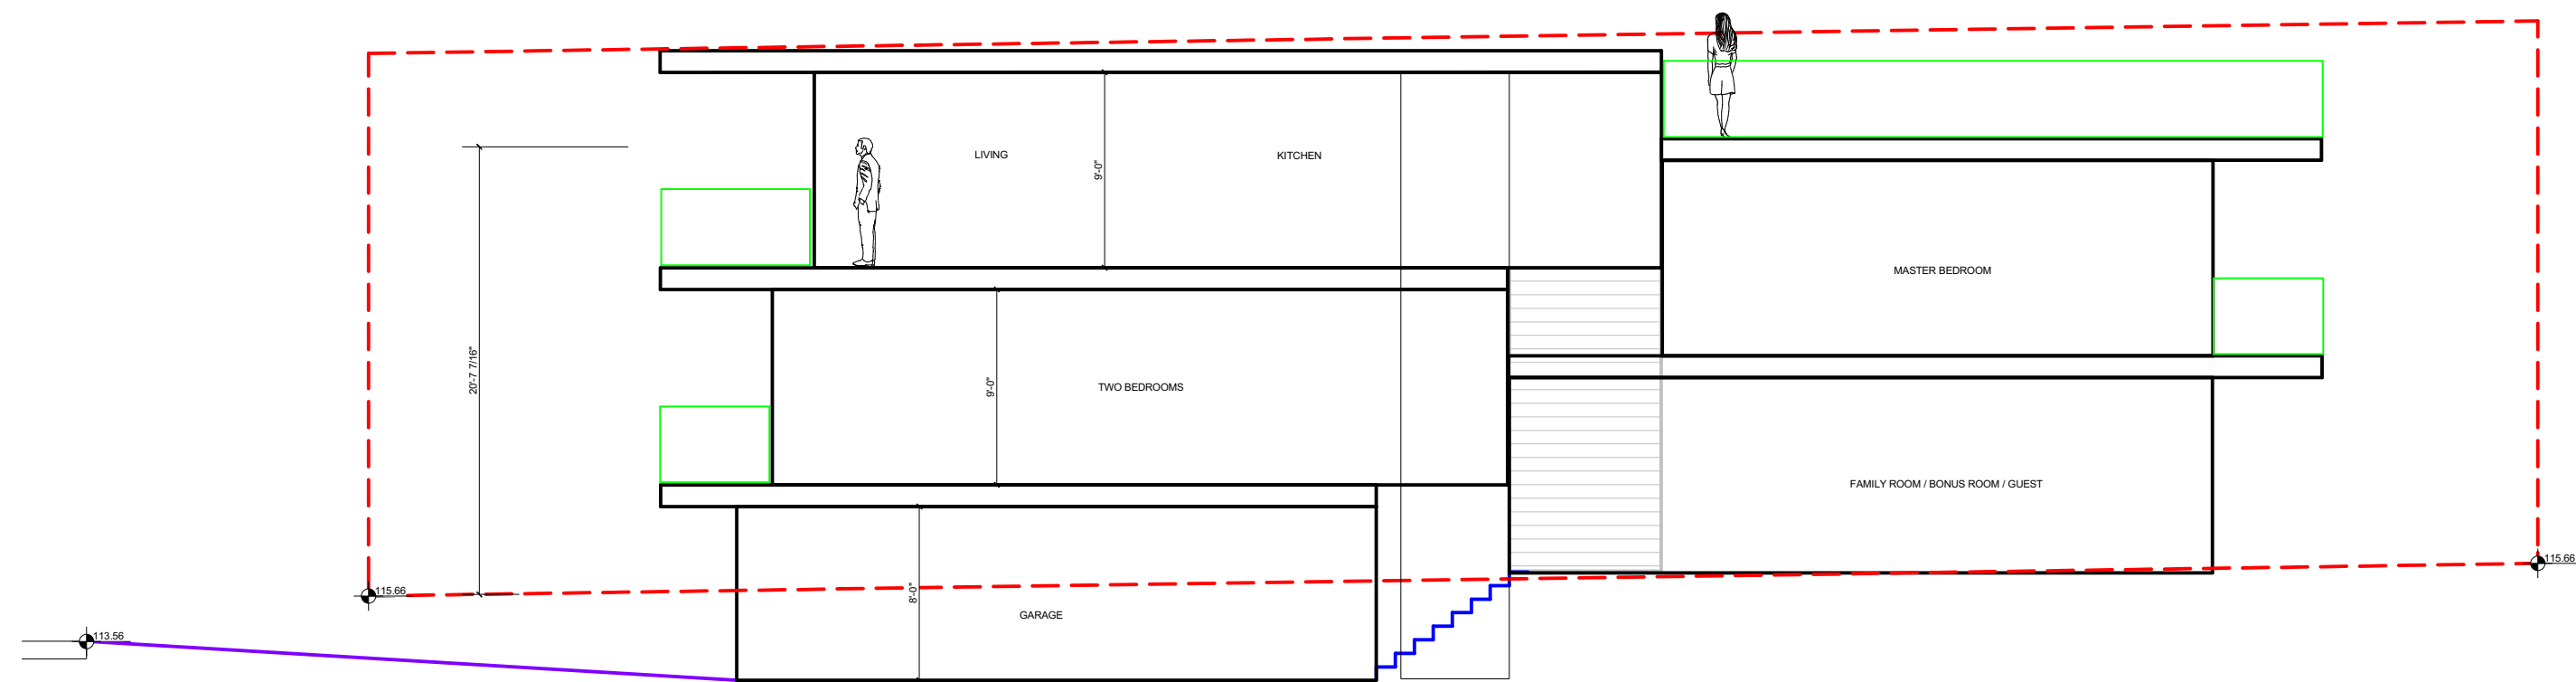 LIVING
9'-0"
KITCHEN
MASTER BEDROOM
20'-7 7/16"
9'-0"
TWO BEDROOMS
FAMILY ROOM / BONUS ROOM / GUEST
115.66
115.66
8'-0"
GARAGE
113.56